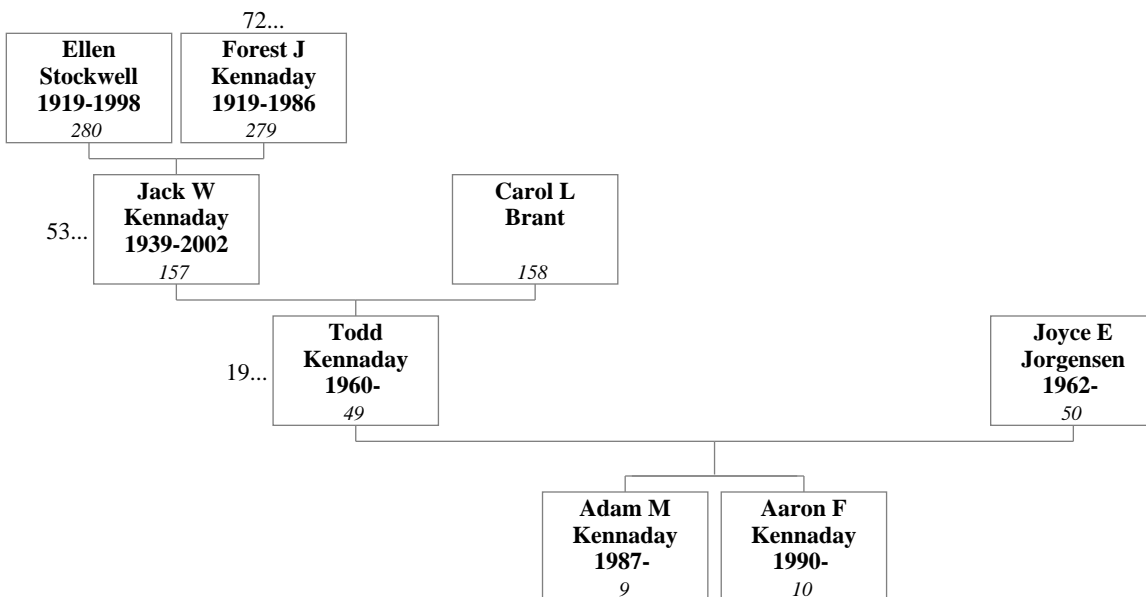 72...
Ellen
Stockwell
1919-1998
280
Forest J
Kennaday
1919-1986
279
53...
Jack W
Kennaday
1939-2002
157
Carol L
Brant
158
19...
Todd
Kennaday
1960-
49
Joyce E
Jorgensen
1962-
50
Adam M
Kennaday
1987-
9
Aaron F
Kennaday
1990-
10